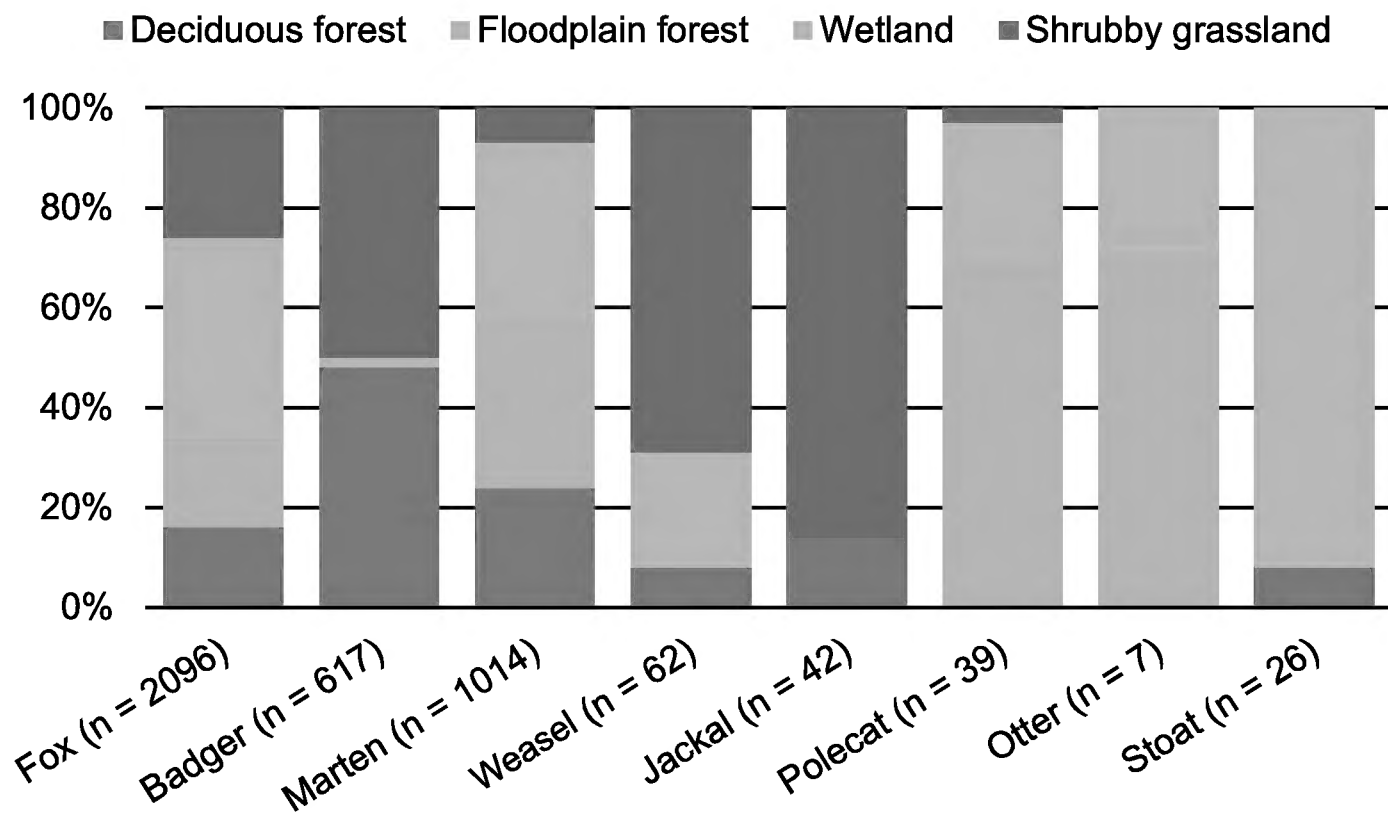 Deciduous forest Floodplain forest Wetland Shrubby grassland
100%
80%
60%
40%
20%
0%
Fox (n = 2096)
Badger (n = 617)
Marten (n = 1014)
Weasel (n = 62)
Jackal (n = 42)
Polecat (n = 39)
Otter (n = 7)
Stoat (n = 26)